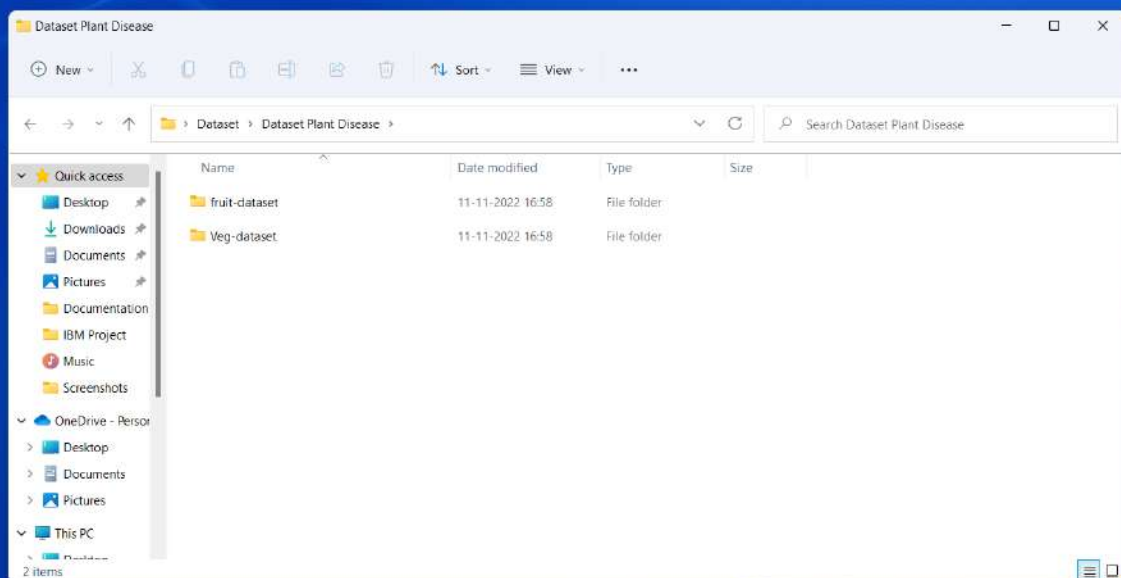 Dataset Plant Disease
New
Sort
View
Dataset > Dataset Plant Disease >
Search Dataset Plant Disease
Name Date modified Type Size
fruit-dataset 11-11-2022 16:58 File folder
Veg-dataset 11-11-2022 16:58 File folder
Quick access
Desktop
Downloads
Documents
Pictures
Documentation
IBM Project
Music
Screenshots
OneDrive - Person
Desktop
Documents
Pictures
This PC
2 items